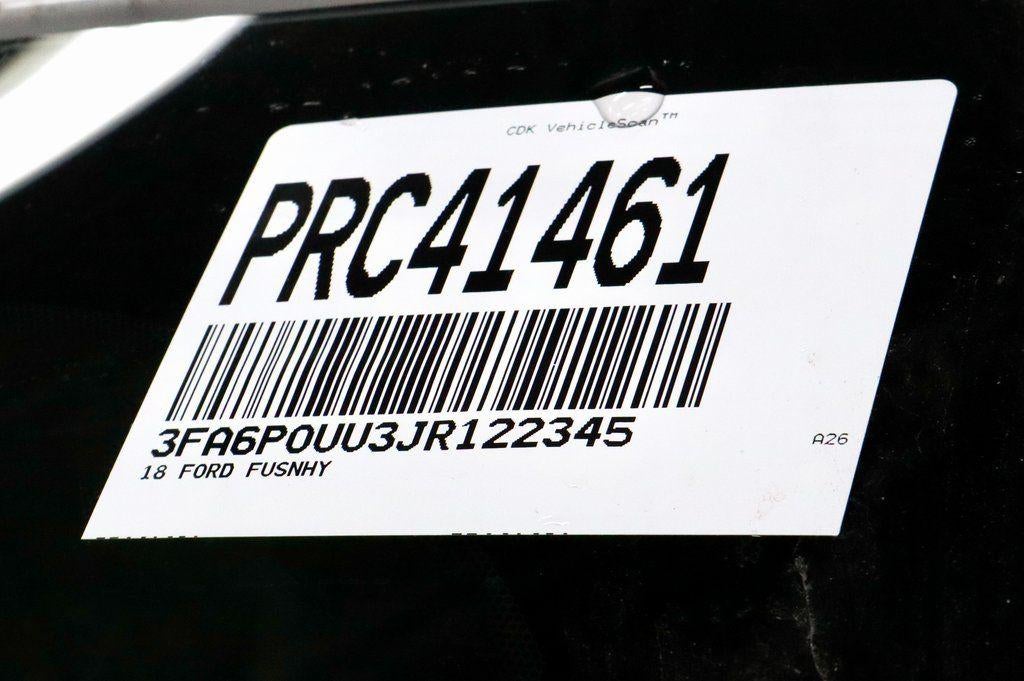 CDK VehicleScan™
PRC41461
3FA6P0UU3JR122345
18 FORD FUSNHY
A26